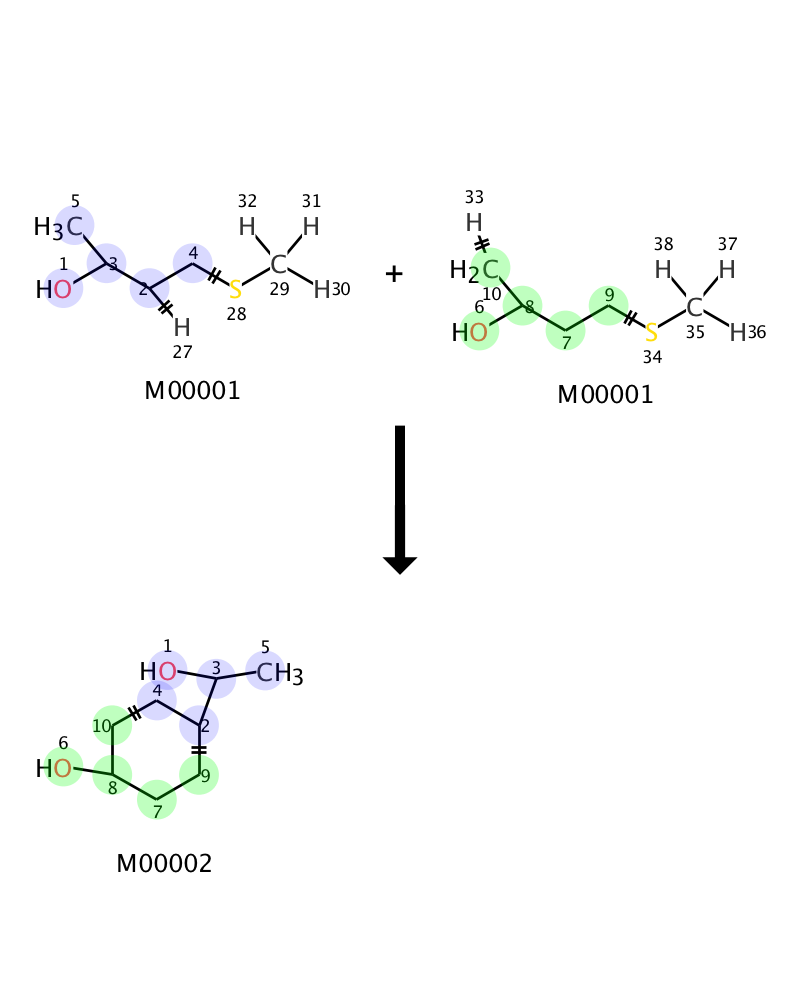 33
5 32 31 38 37
H3C H H H
1 3 4 H2C H H
HO 2 C 10 9 C
S 29 H30 + 6 8 35
28 HO 7 S H36
H 34
27
M00001 M00001
1 3 5
HO CH3
4
10 2
6
HO 8 9
7
M00002